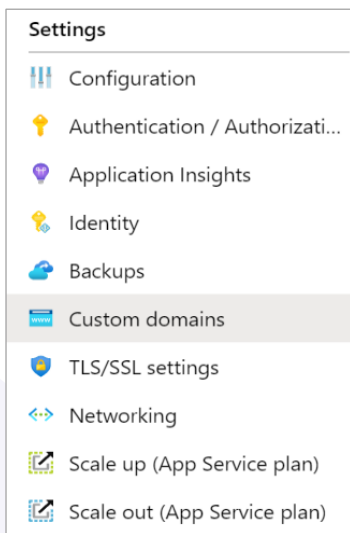 Settings
Configuration
Authentication / Authorizati...
Application Insights
Identity
Backups
www
Custom domains
TLS/SSL settings
Networking
Scale up (App Service plan)
Scale out (App Service plan)